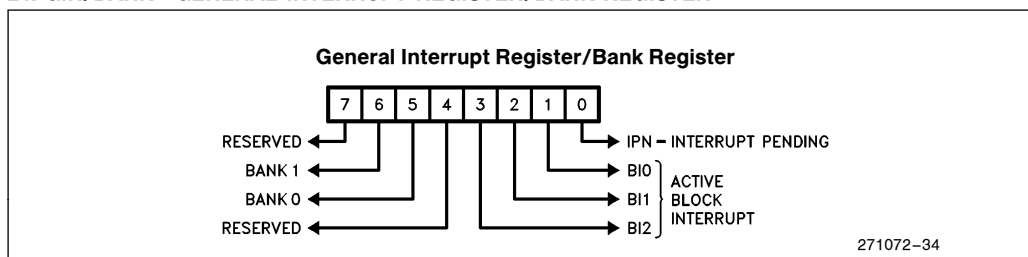 General Interrupt Register/Bank Register
7 6 5 4 3 2 1 0
RESERVED
BANK 1
BANK 0
RESERVED
IPN – INTERRUPT PENDING
BI0
BI1
BI2
ACTIVE
BLOCK
INTERRUPT
271072–34